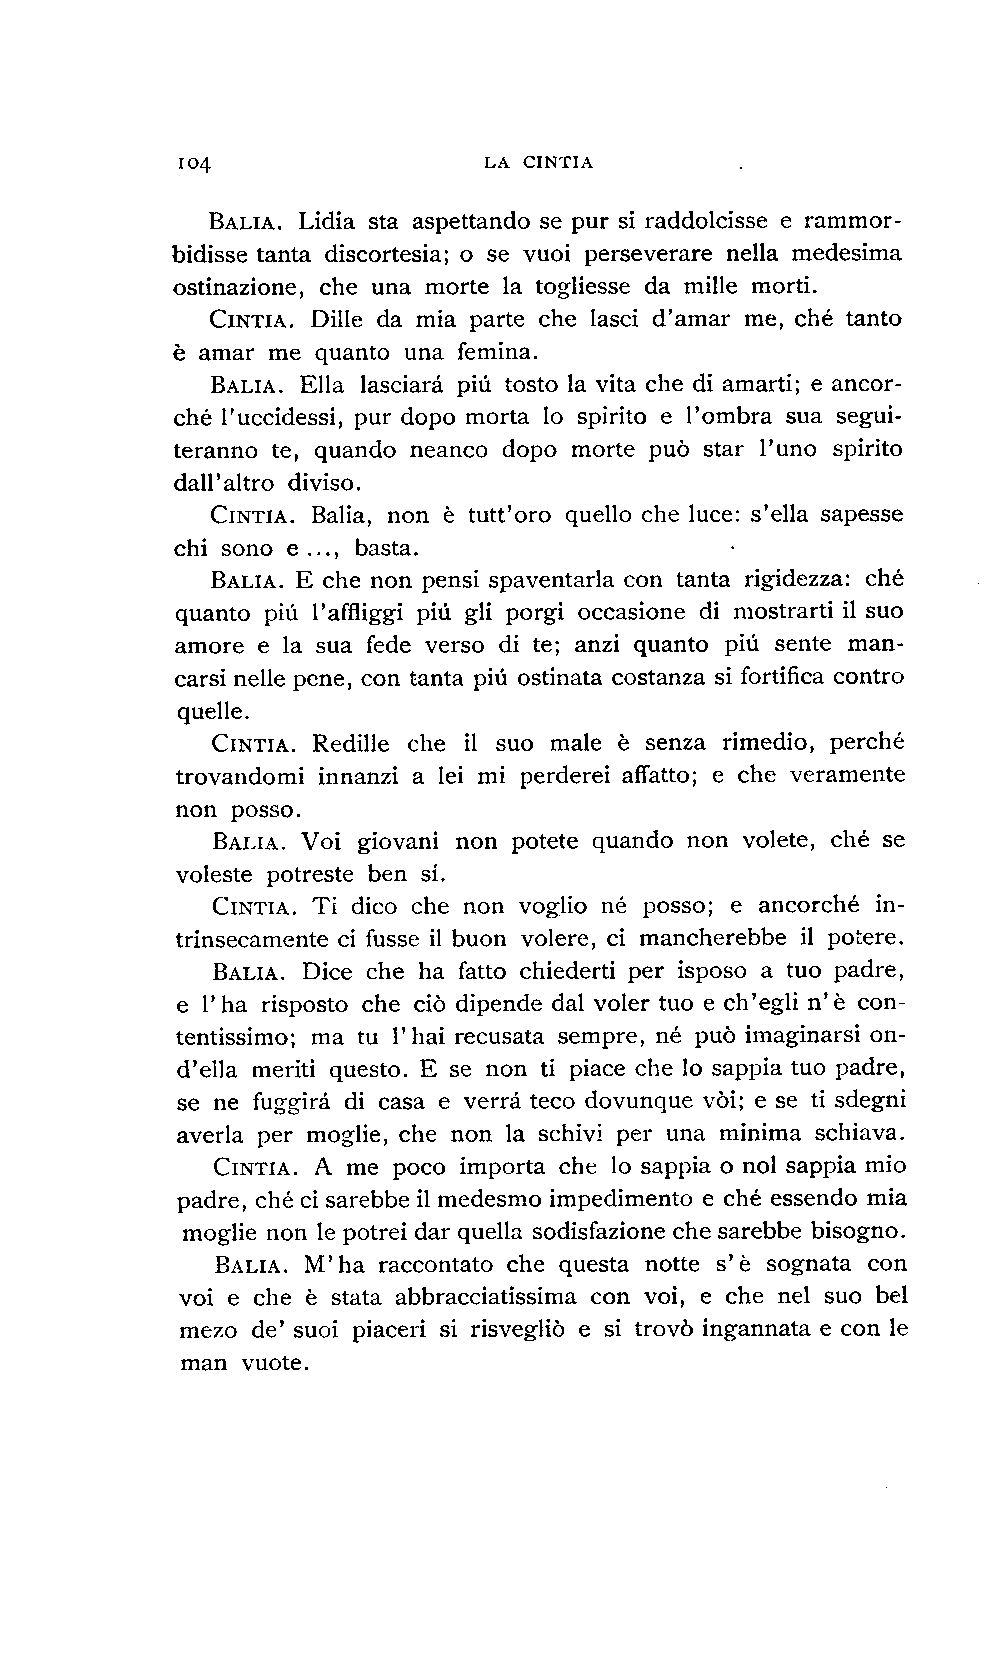 104 LA CINTIA
BALIA. Lidia sta aspettando se pur si raddolcisse e rammor-
bidisse tanta discortesia; o se vuoi perseverare nella medesima
ostinazione, che una morte la togliesse da mille morti.
CINTIA. Dille da mia parte che lasci d'amar me, ché tanto
è amar me quanto una femina.
BALIA. Ella lasciará piú tosto la vita che di amarti; e ancor-
ché l'uccidessi, pur dopo morta lo spirito e l'ombra sua segui-
teranno te, quando neanco dopo morte può star l'uno spirito
dall'altro diviso.
CINTIA. Balia, non è tutt'oro quello che luce: s'ella sapesse
chi sono e ..., basta.
BALIA. E che non pensi spaventarla con tanta rigidezza: ché
quanto piú l'affliggi piú gli porgi occasione di mostrarti il suo
amore e la sua fede verso di te; anzi quanto piú sente man-
carsi nelle pene, con tanta piú ostinata costanza si fortifica contro
quelle.
CINTIA. Redille che il suo male è senza rimedio, perché
trovandomi innanzi a lei mi perderei affatto; e che veramente
non posso.
BALIA. Voi giovani non potete quando non volete, ché se
voleste potreste ben sí.
CINTIA. Ti dico che non voglio né posso; e ancorché in-
trinsecamente ci fusse il buon volere, ci mancherebbe il potere.
BALIA. Dice che ha fatto chiederti per isposo a tuo padre,
e l'ha risposto che ciò dipende dal voler tuo e ch'egli n'è con-
tentissimo; ma tu l'hai recusata sempre, né può imaginarsi on-
d'ella meriti questo. E se non ti piace che lo sappia tuo padre,
se ne fuggirá di casa e verrá teco dovunque vòi; e se ti sdegni
averla per moglie, che non la schivi per una minima schiava.
CINTIA. A me poco importa che lo sappia o nol sappia mio
padre, ché ci sarebbe il medesmo impedimento e ché essendo mia
moglie non le potrei dar quella sodisfazione che sarebbe bisogno.
BALIA. M'ha raccontato che questa notte s'è sognata con
voi e che è stata abbracciatissima con voi, e che nel suo bel
mezo de' suoi piaceri si risvegliò e si trovò ingannata e con le
man vuote.